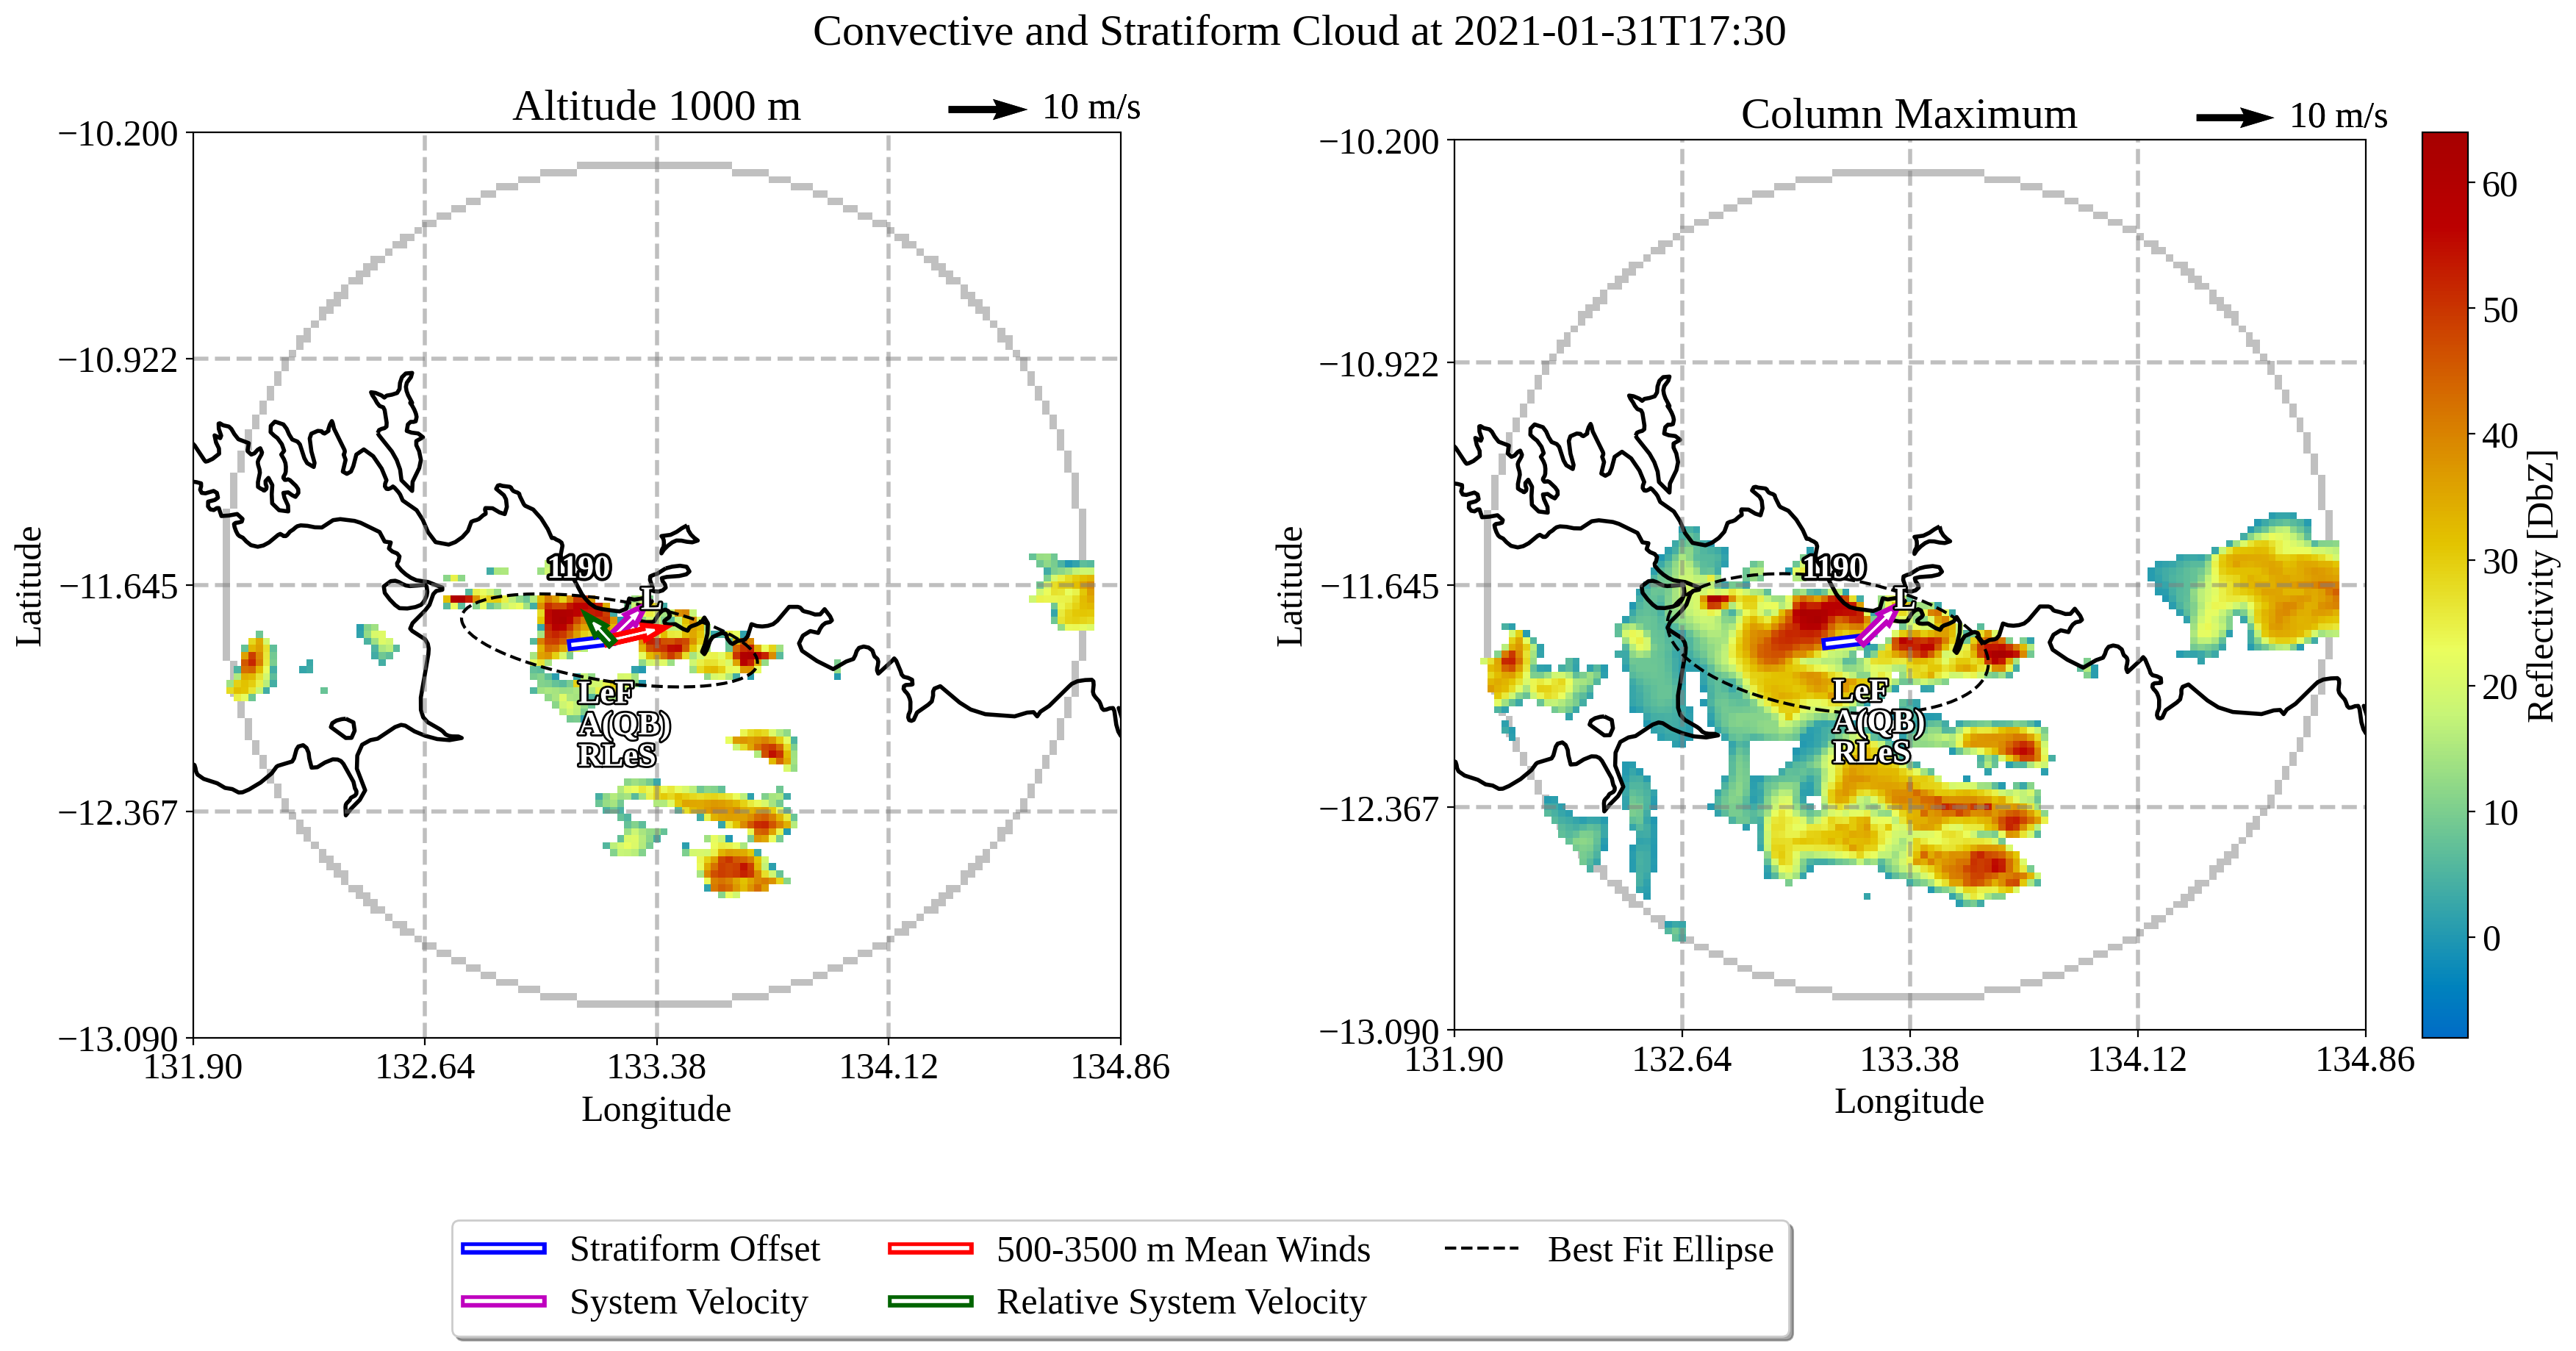 Convective and Stratiform Cloud at 2021-01-31T17:30
Altitude 1000 m
10 m/s
−10.200
−10.922
−11.645
−12.367
−13.090
Latitude
131.90
132.64
133.38
134.12
134.86
Longitude
1190
L
LeF
A(QB)
RLeS
Column Maximum
10 m/s
−10.200
−10.922
−11.645
−12.367
−13.090
Latitude
131.90
132.64
133.38
134.12
134.86
Longitude
1190
L
LeF
A(QB)
RLeS
60
50
40
30
20
10
0
Reflectivity [DbZ]
Stratiform Offset
System Velocity
500-3500 m Mean Winds
Relative System Velocity
Best Fit Ellipse